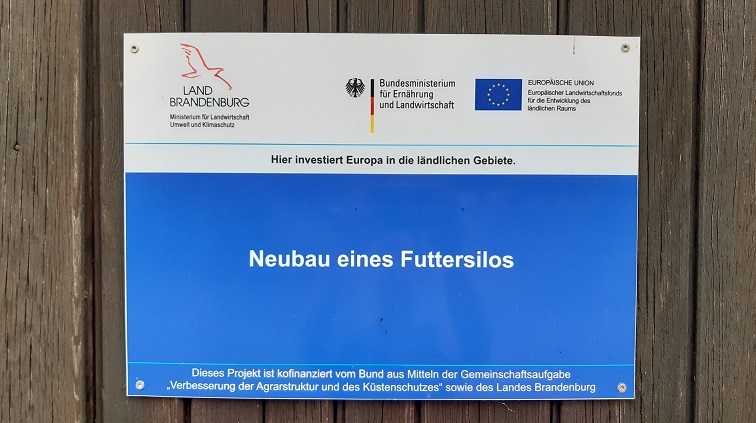 LAND
BRANDENBURG
Ministerium für Landwirtschaft
Umwelt und Klimaschutz
Bundesministerium
für Ernährung
und Landwirtschaft
EUROPÄISCHE UNION
Europäischer Landwirtschaftsfonds
für die Entwicklung des
ländlichen Raums
Hier investiert Europa in die ländlichen Gebiete.
Neubau eines Futtersilos
Dieses Projekt ist kofinanziert vom Bund aus Mitteln der Gemeinschaftsaufgabe
„Verbesserung der Agrarstruktur und des Küstenschutzes" sowie des Landes Brandenburg